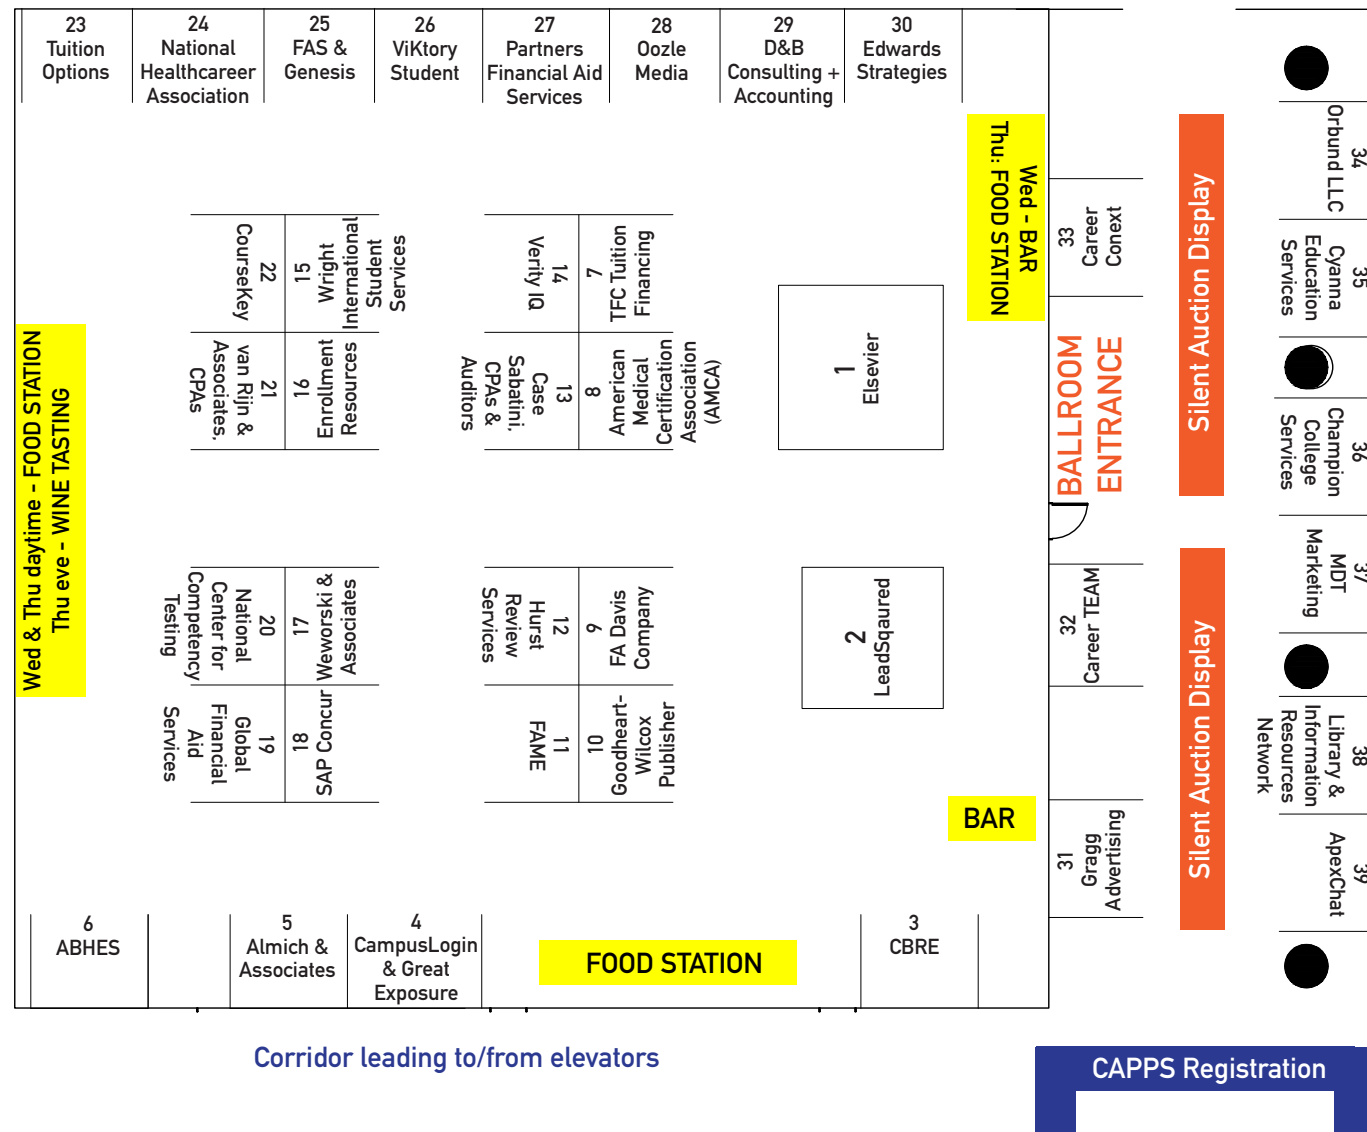 23
Tuition
Options
24
National
Healthcareer
Association
25
FAS &
Genesis
26
ViKtory
Student
27
Partners
Financial Aid
Services
28
Oozle
Media
29
D&B
Consulting +
Accounting
30
Edwards
Strategies
Wed - BAR
Thu: FOOD STATION
33
Career
Conext
Silent Auction Display
34
Orbund LLC
35
Cyanna
Education
Services
36
Champion
College
Services
37
MDT
Marketing
38
Library &
Information
Resources
Network
39
ApexChat
22
CourseKey
15
Wright
International
Student
Services
14
Verity IQ
7
TFC Tuition
Financing
21
van Rijn &
Associates,
CPAs
16
Enrollment
Resources
13
Case
Sabatini,
CPAs &
Auditors
8
American
Medical
Certification
Association
(AMCA)
1
Elsevier
BALLROOM
ENTRANCE
Wed & Thu daytime - FOOD STATION
Thu eve - WINE TASTING
20
National
Center for
Competency
Testing
17
Weworski &
Associates
12
Hurst
Review
Services
9
FA Davis
Company
2
LeadSqaured
32
Career TEAM
Silent Auction Display
19
Global
Financial
Aid
Services
18
SAP Concur
11
FAME
10
Goodheart-
Wilcox
Publisher
BAR
31
Gragg
Advertising
6
ABHES
5
Almich &
Associates
4
CampusLogin
& Great
Exposure
FOOD STATION
3
CBRE
Corridor leading to/from elevators
CAPPS Registration